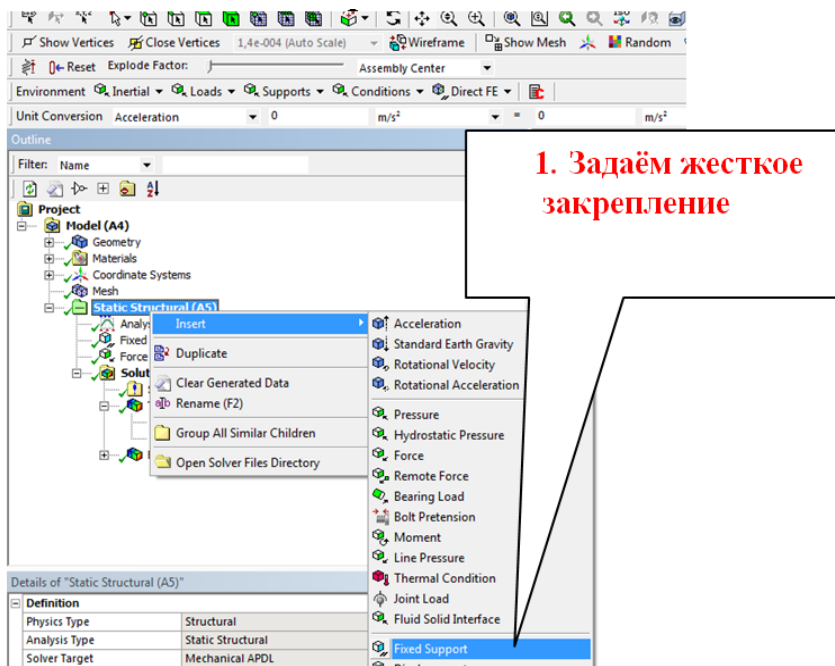 Show Vertices Close Vertices 1,4e-004 (Auto Scale) Wireframe Show Mesh Random
Reset Explode Factor: Assembly Center
Environment Inertial Loads Supports Conditions Direct FE
Unit Conversion Acceleration 0 m/s² = 0 m/s²
Outline
Filter: Name
1. Задаём жесткое
закрепление
Project
Model (A4)
Geometry
Materials
Coordinate Systems
Mesh
Static Structural (A5)
Analys
Fixed
Force
Solut
Insert
Duplicate
Clear Generated Data
Rename (F2)
Group All Similar Children
Open Solver Files Directory
Acceleration
Standard Earth Gravity
Rotational Velocity
Rotational Acceleration
Pressure
Hydrostatic Pressure
Force
Remote Force
Bearing Load
Bolt Pretension
Moment
Line Pressure
Thermal Condition
Joint Load
Fluid Solid Interface
Fixed Support
Details of "Static Structural (A5)"
Definition
Physics Type Structural
Analysis Type Static Structural
Solver Target Mechanical APDL